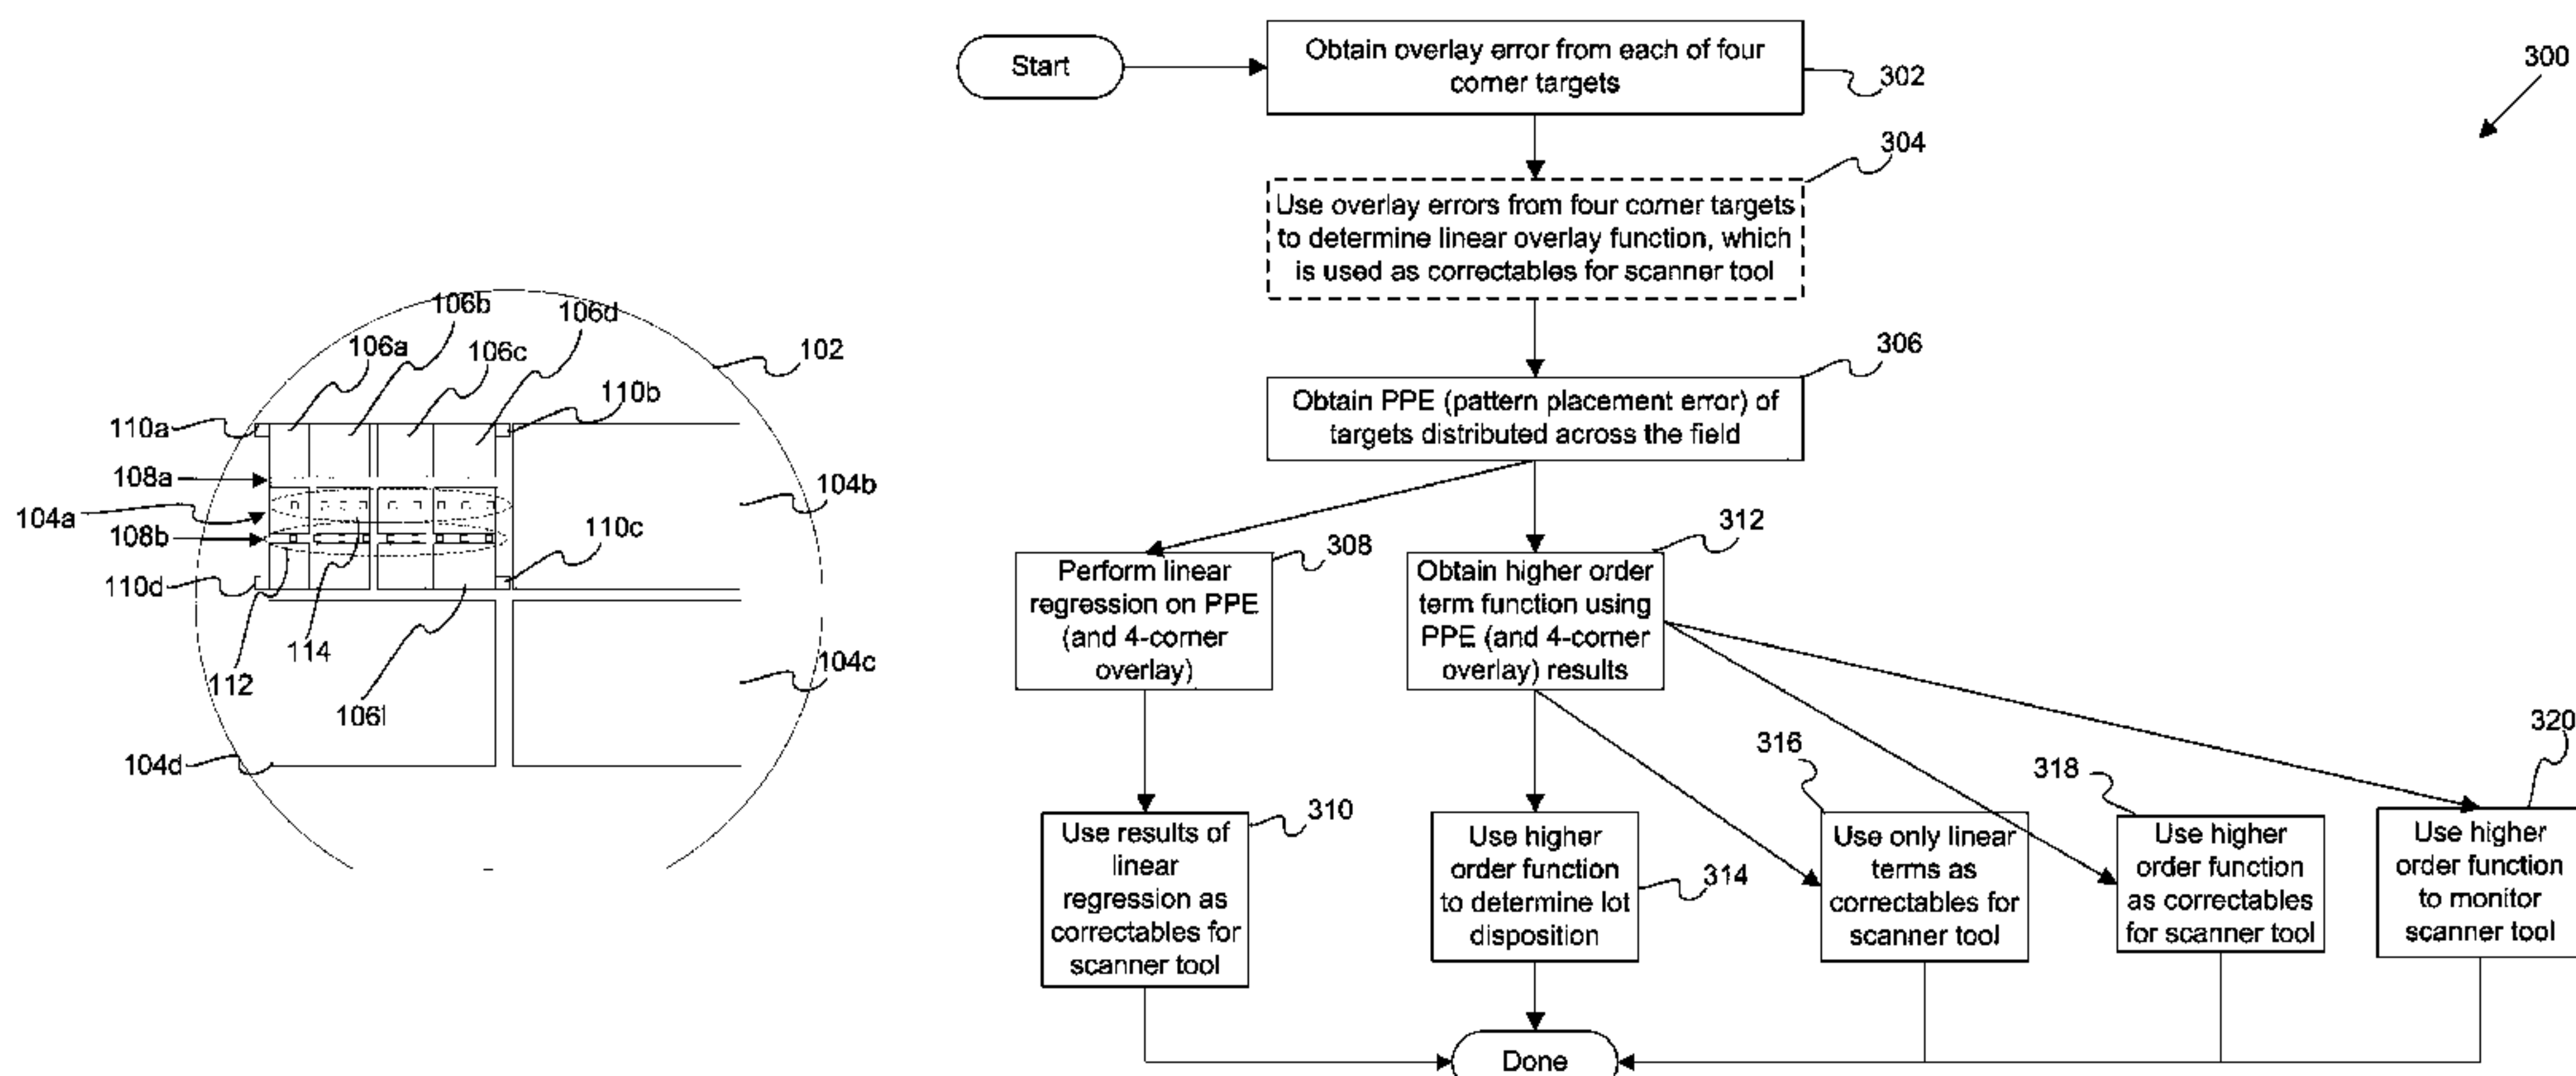 106b
106d
106a
106c
102
110b
110a
108a
104b
104a
108b
110c
110d
114
104c
112
106l
104d
300
Start
Obtain overlay error from each of four
corner targets
302
304
Use overlay errors from four corner targets
to determine linear overlay function, which
is used as correctables for scanner tool
306
Obtain PPE (pattern placement error) of
targets distributed across the field
308
Perform linear
regression on PPE
(and 4-corner
overlay)
312
Obtain higher order
term function using
PPE (and 4-corner
overlay) results
310
Use results of
linear
regression as
correctables for
scanner tool
314
Use higher
order function
to determine lot
disposition
316
Use only linear
terms as
correctables for
scanner tool
318
Use higher
order function
as correctables
for scanner tool
320
Use higher
order function
to monitor
scanner tool
Done